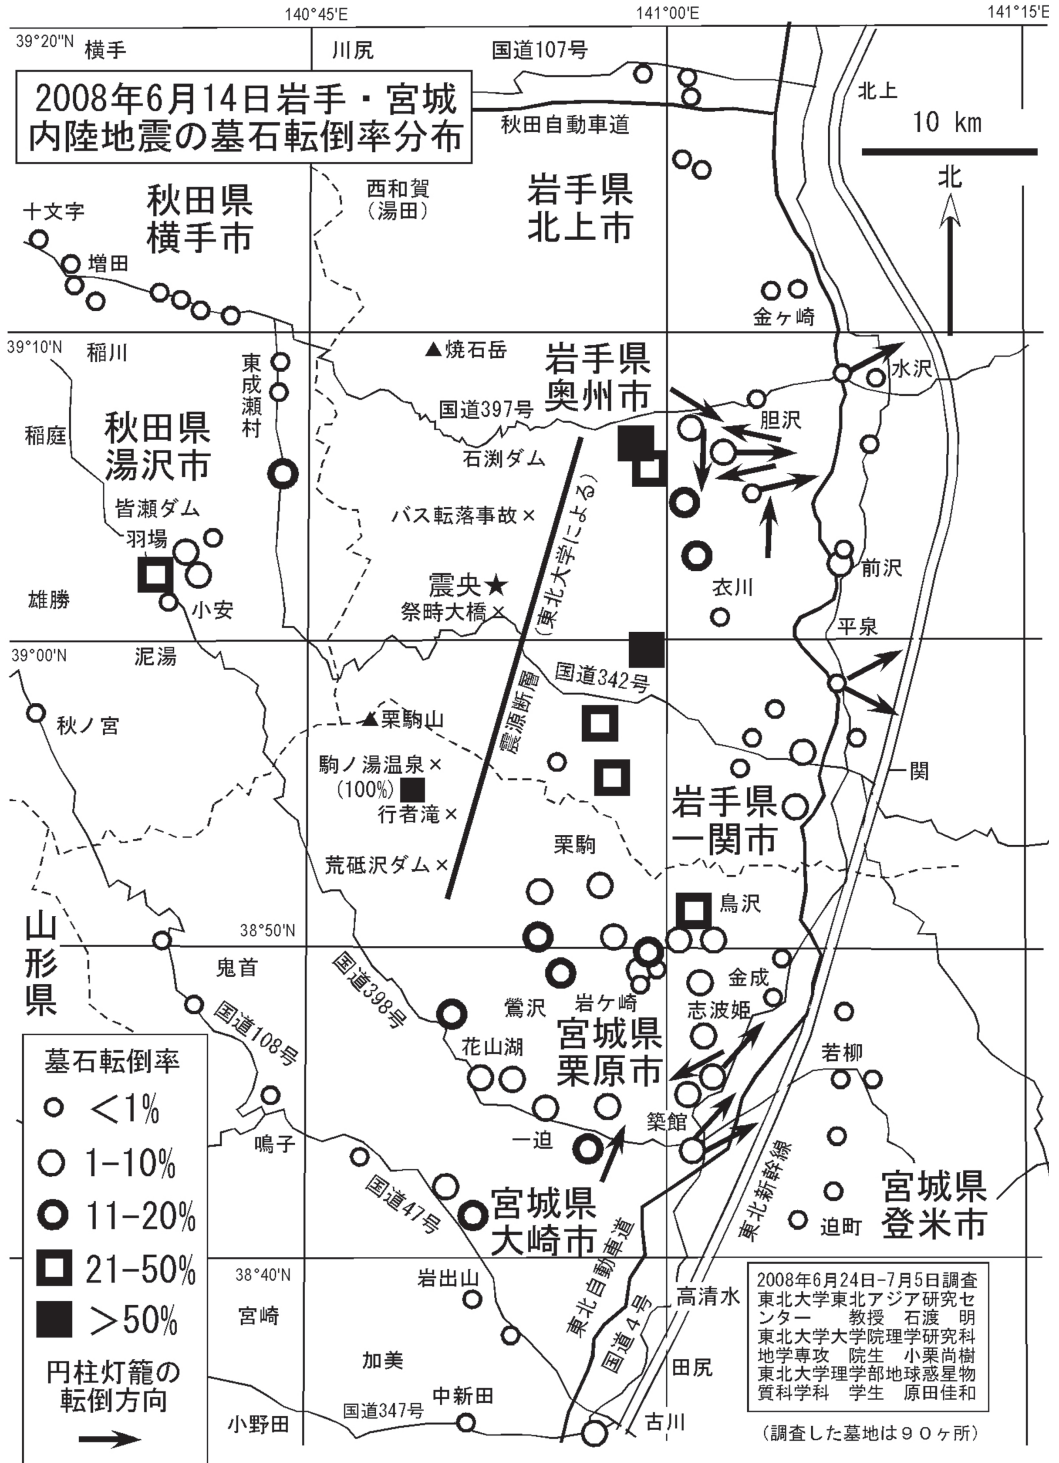 140°45'E
141°00'E
141°15'E
39°20"N
横手
川尻
国道107号
北上
2008年6月14日岩手・宮城
内陸地震の墓石転倒率分布
秋田自動車道
10 km
北
西和賀
（湯田）
秋田県
横手市
岩手県
北上市
十文字
増田
金ヶ崎
39°10'N
稲川
東成瀬村
▲焼石岳
岩手県
奥州市
水沢
国道397号
胆沢
稲庭
秋田県
湯沢市
石渕ダム
皆瀬ダム
羽場
バス転落事故×
(東北大学による)
震央★
祭畤大橋×
衣川
前沢
雄勝
小安
平泉
39°00'N
泥湯
国道342号
震源断層
秋ノ宮
▲栗駒山
駒ノ湯温泉×
(100%)
行者滝×
一関
岩手県
一関市
栗駒
荒砥沢ダム×
鳥沢
山形県
38°50'N
鬼首
国道398号
鶯沢
岩ケ崎
金成
志波姫
国道108号
宮城県
栗原市
花山湖
若柳
墓石転倒率
＜1%
1-10%
11-20%
21-50%
＞50%
円柱灯籠の
転倒方向
鳴子
一迫
築館
国道47号
宮城県
大崎市
東北新幹線
宮城県
登米市
迫町
38°40'N
岩出山
東北自動車道
国道4号
高清水
宮崎
加美
田尻
中新田
国道347号
小野田
古川
2008年6月24日-7月5日調査
東北大学東北アジア研究セ
ンター　教授　石渡　明
東北大学大学院理学研究科
地学専攻　院生　小栗尚樹
東北大学理学部地球惑星物
質科学科　学生　原田佳和
（調査した墓地は９０ヶ所）